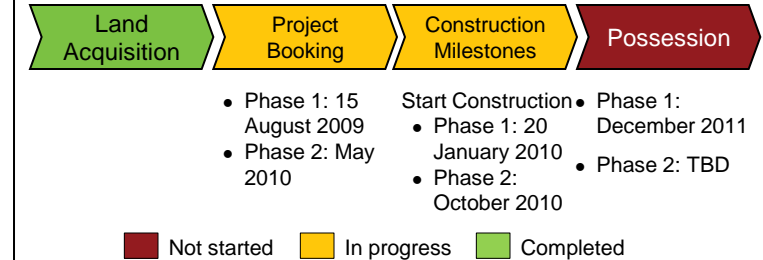 Land
Acquisition
Project
Booking
Construction
Milestones
Possession
• Phase 1: 15
August 2009
• Phase 2: May
2010
Start Construction
• Phase 1: 20
January 2010
• Phase 2:
October 2010
• Phase 1:
December 2011
• Phase 2: TBD
Not started
In progress
Completed